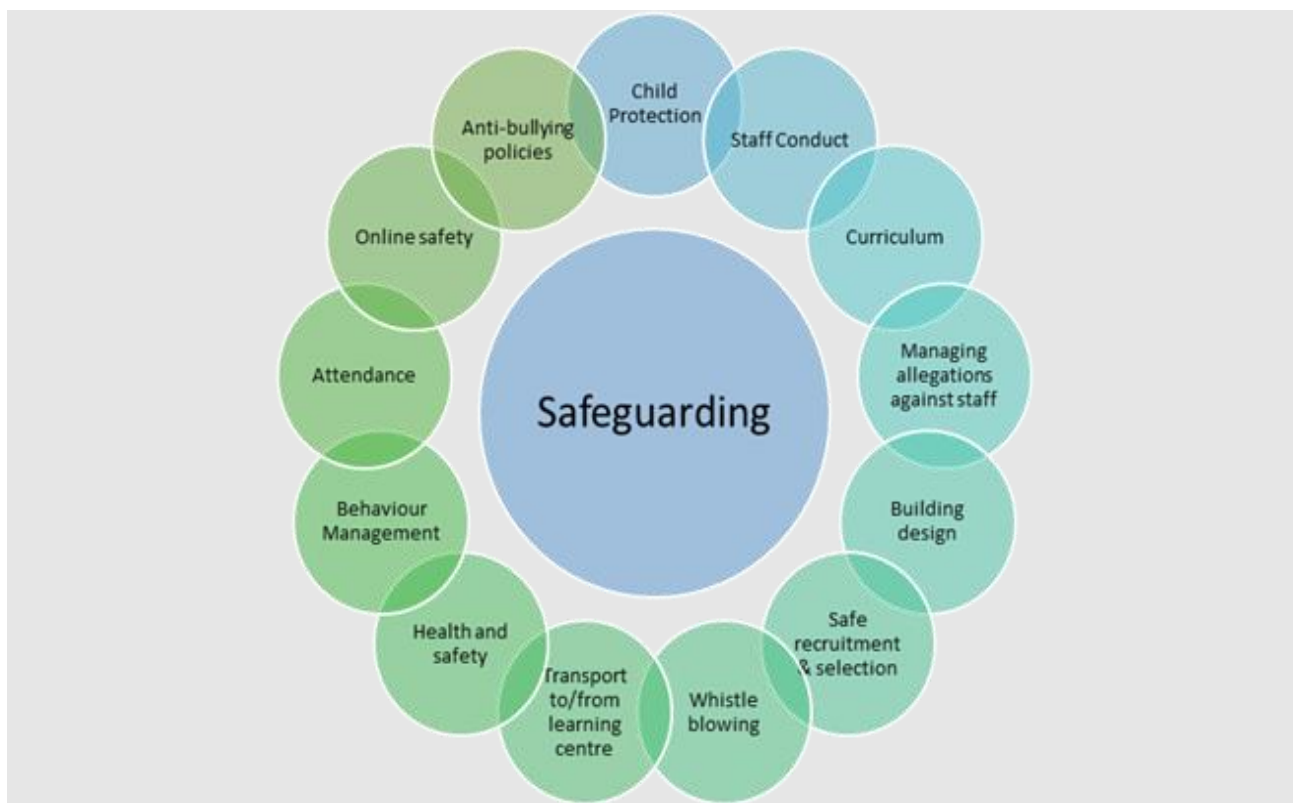 Child
Protection
Staff Conduct
Curriculum
Managing
allegations
against staff
Building
design
Safe
recruitment
& selection
Whistle
blowing
Transport
to/from
learning
centre
Health and
safety
Behaviour
Management
Attendance
Online safety
Anti-bullying
policies
Safeguarding